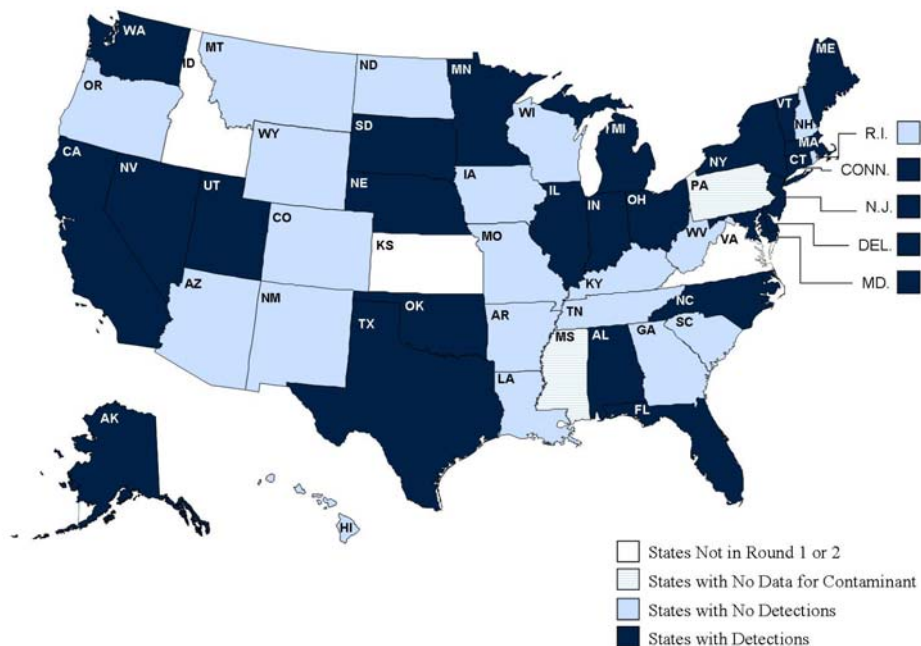 WA
MT
ND
MN
ME
ID
OR
VT
WI
NH
MI
SD
MA
WY
R.I.
CA
NV
NY
CT
CONN.
NE
IA
PA
UT
IL
IN
OH
N.J.
CO
WV
DEL.
KS
MO
VA
MD.
AZ
KY
NM
OK
NC
TN
TX
AR
SC
MS
AL
GA
LA
FL
AK
HI
States Not in Round 1 or 2
States with No Data for Contaminant
States with No Detections
States with Detections